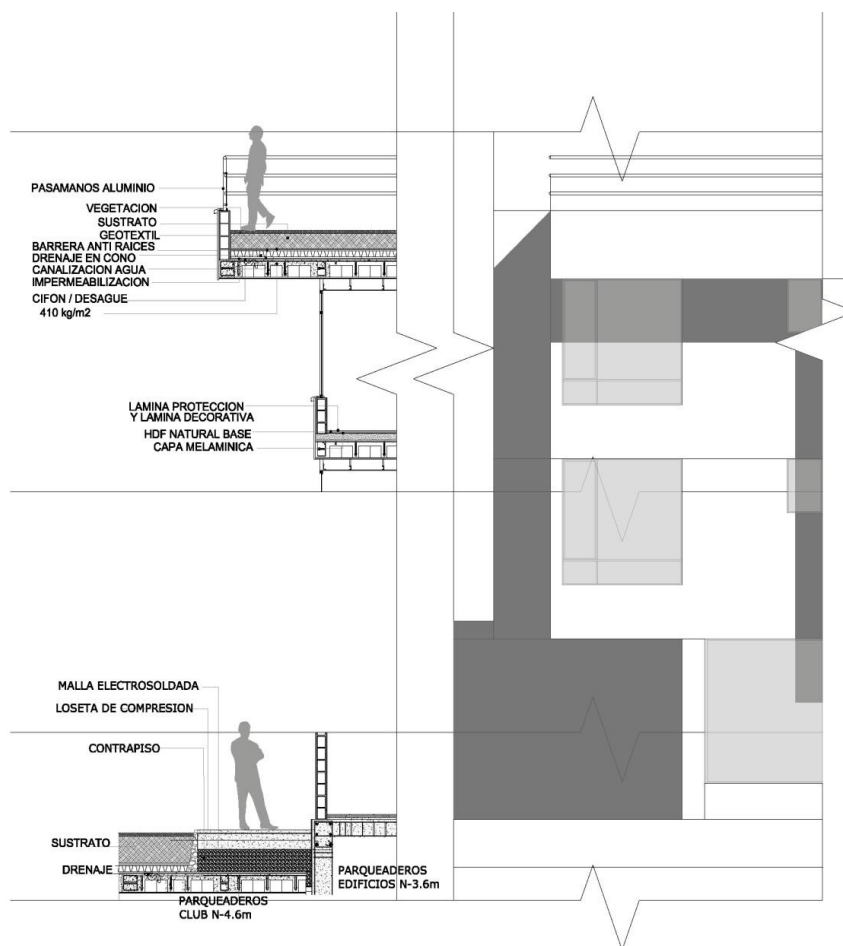 PASAMANOS ALUMINIO
VEGETACION
SUSTRATO
GEOTEXTIL
BARRERA ANTI RAICES
DRENAJE EN CONO
CANALIZACION AGUA
IMPERMEABILIZACION
CIFON / DESAGUE
410 kg/m2
LAMINA PROTECCION
Y LAMINA DECORATIVA
HDF NATURAL BASE
CAPA MELAMINICA
MALLA ELECTROSOLDADA
LOSETA DE COMPRESION
CONTRAPISO
SUSTRATO
DRENAJE
PARQUEADEROS
EDIFICIOS N-3.6m
PARQUEADEROS
CLUB N-4.6m